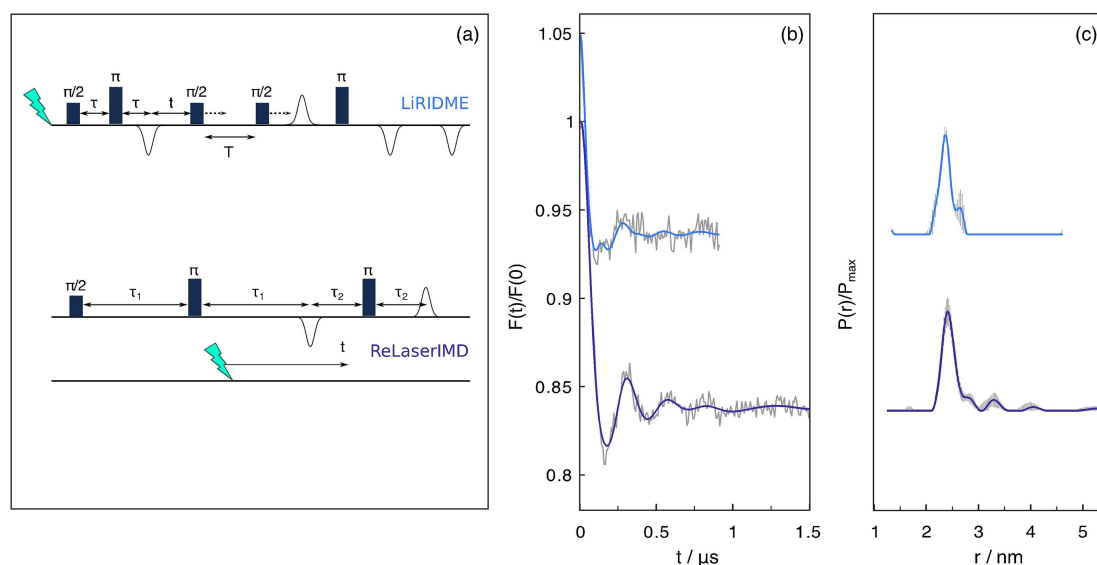 (a)
π
π
π/2
τ
τ
t
π/2
π/2
LiRIDME
T
π
π
π/2
τ₁
τ₁
τ₂
τ₂
t
ReLaserIMD
(b)
1.05
1
0.95
0.9
0.85
0.8
F(t)/F(0)
0
0.5
1
1.5
t / μs
(c)
P(r)/Pmax
1
2
3
4
5
r / nm